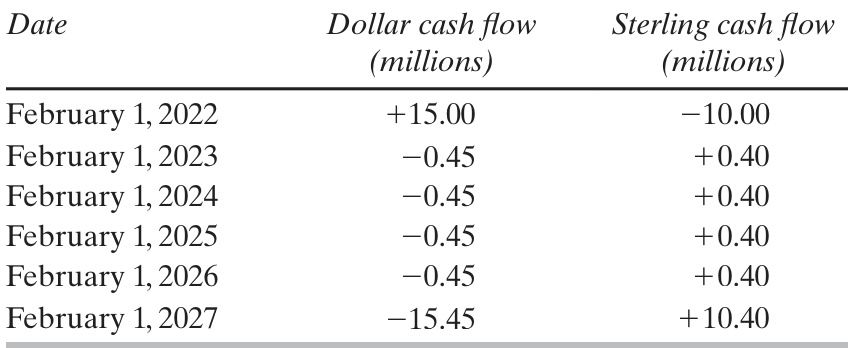 Date Dollar cash flow Sterling cash flow
(millions) (millions)
February 1, 2022 +15.00 −10.00
February 1, 2023 −0.45 +0.40
February 1, 2024 −0.45 +0.40
February 1, 2025 −0.45 +0.40
February 1, 2026 −0.45 +0.40
February 1, 2027 −15.45 +10.40